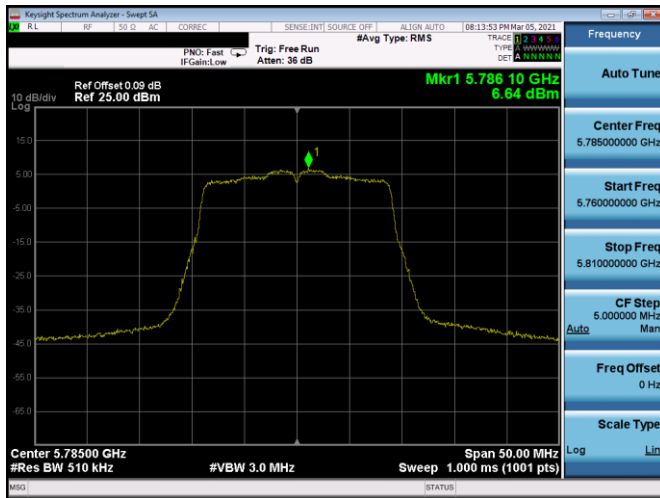 Keysight Spectrum Analyzer - Swept SA
RL RF 50 Ω AC CORREC SENSE:INT SOURCE OFF ALIGN AUTO 08:13:53 PM Mar 05, 2021
#Avg Type: RMS
PNO: Fast
IFGain:Low
Trig: Free Run
Atten: 36 dB
TRACE 1 2 3 4 5 6
TYPE A WWWWW
DET A N N N N N
Mkr1 5.786 10 GHz
6.64 dBm
Ref Offset 0.09 dB
Ref 25.00 dBm
10 dB/div
Log
15.0
5.00
-5.00
-15.0
-25.0
-35.0
-45.0
-55.0
-65.0
1
Center 5.78500 GHz
Span 50.00 MHz
#Res BW 510 kHz
#VBW 3.0 MHz
Sweep 1.000 ms (1001 pts)
MSG
STATUS
Frequency
Auto Tune
Center Freq
5.785000000 GHz
Start Freq
5.760000000 GHz
Stop Freq
5.810000000 GHz
CF Step
5.000000 MHz
Auto Man
Freq Offset
0 Hz
Scale Type
Log Lin